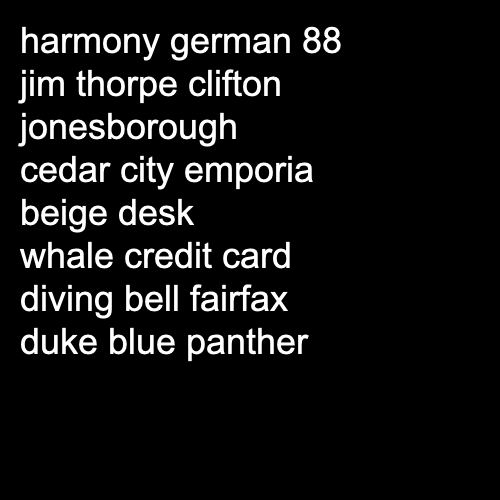 harmony german 88
jim thorpe clifton
jonesborough
cedar city emporia
beige desk
whale credit card
diving bell fairfax
duke blue panther